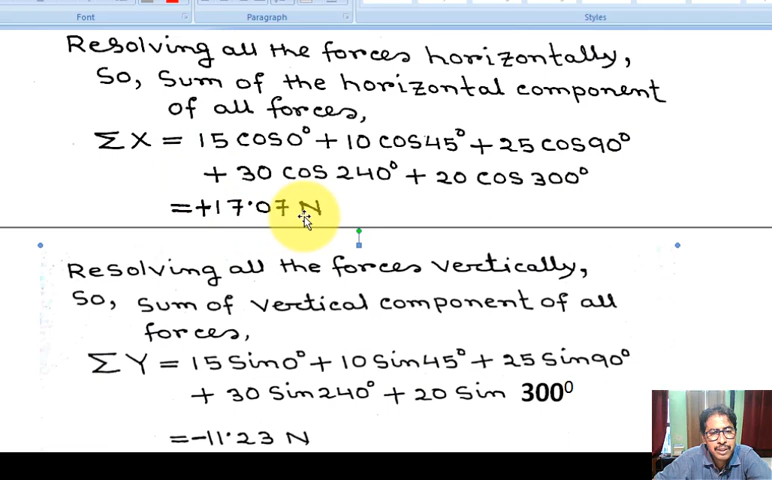 Font
Paragraph
Styles
Resolving all the forces horizontally,
So, Sum of the horizontal component
of all forces,
ΣX = 15 cos0° + 10 cos45° + 25 cos90°
+ 30 cos 240° + 20 cos 300°
= +17.07 N
Resolving all the forces vertically,
So, Sum of vertical component of all
forces,
ΣY = 15 Sin0° + 10 Sin45° + 25 Sin90°
+ 30 Sin240° + 20 Sin 300⁰
= -11.23 N